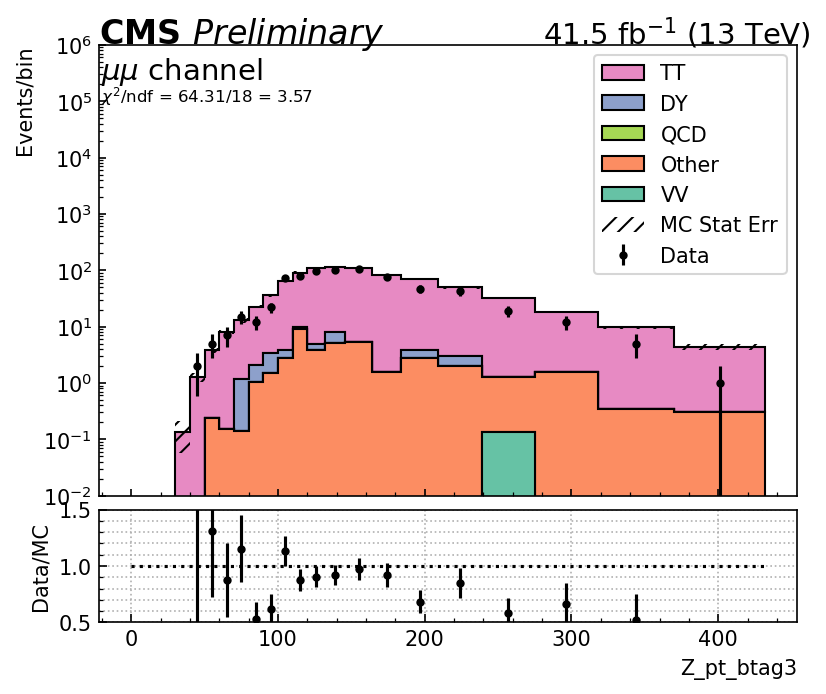 CMS Preliminary
41.5 fb⁻¹ (13 TeV)
μμ channel
χ²/ndf = 64.31/18 = 3.57
Events/bin
10⁶
10⁵
10⁴
10³
10²
10¹
10⁰
10⁻¹
10⁻²
TT
DY
QCD
Other
VV
MC Stat Err
Data
Data/MC
1.5
1.0
0.5
0 100 200 300 400
Z_pt_btag3